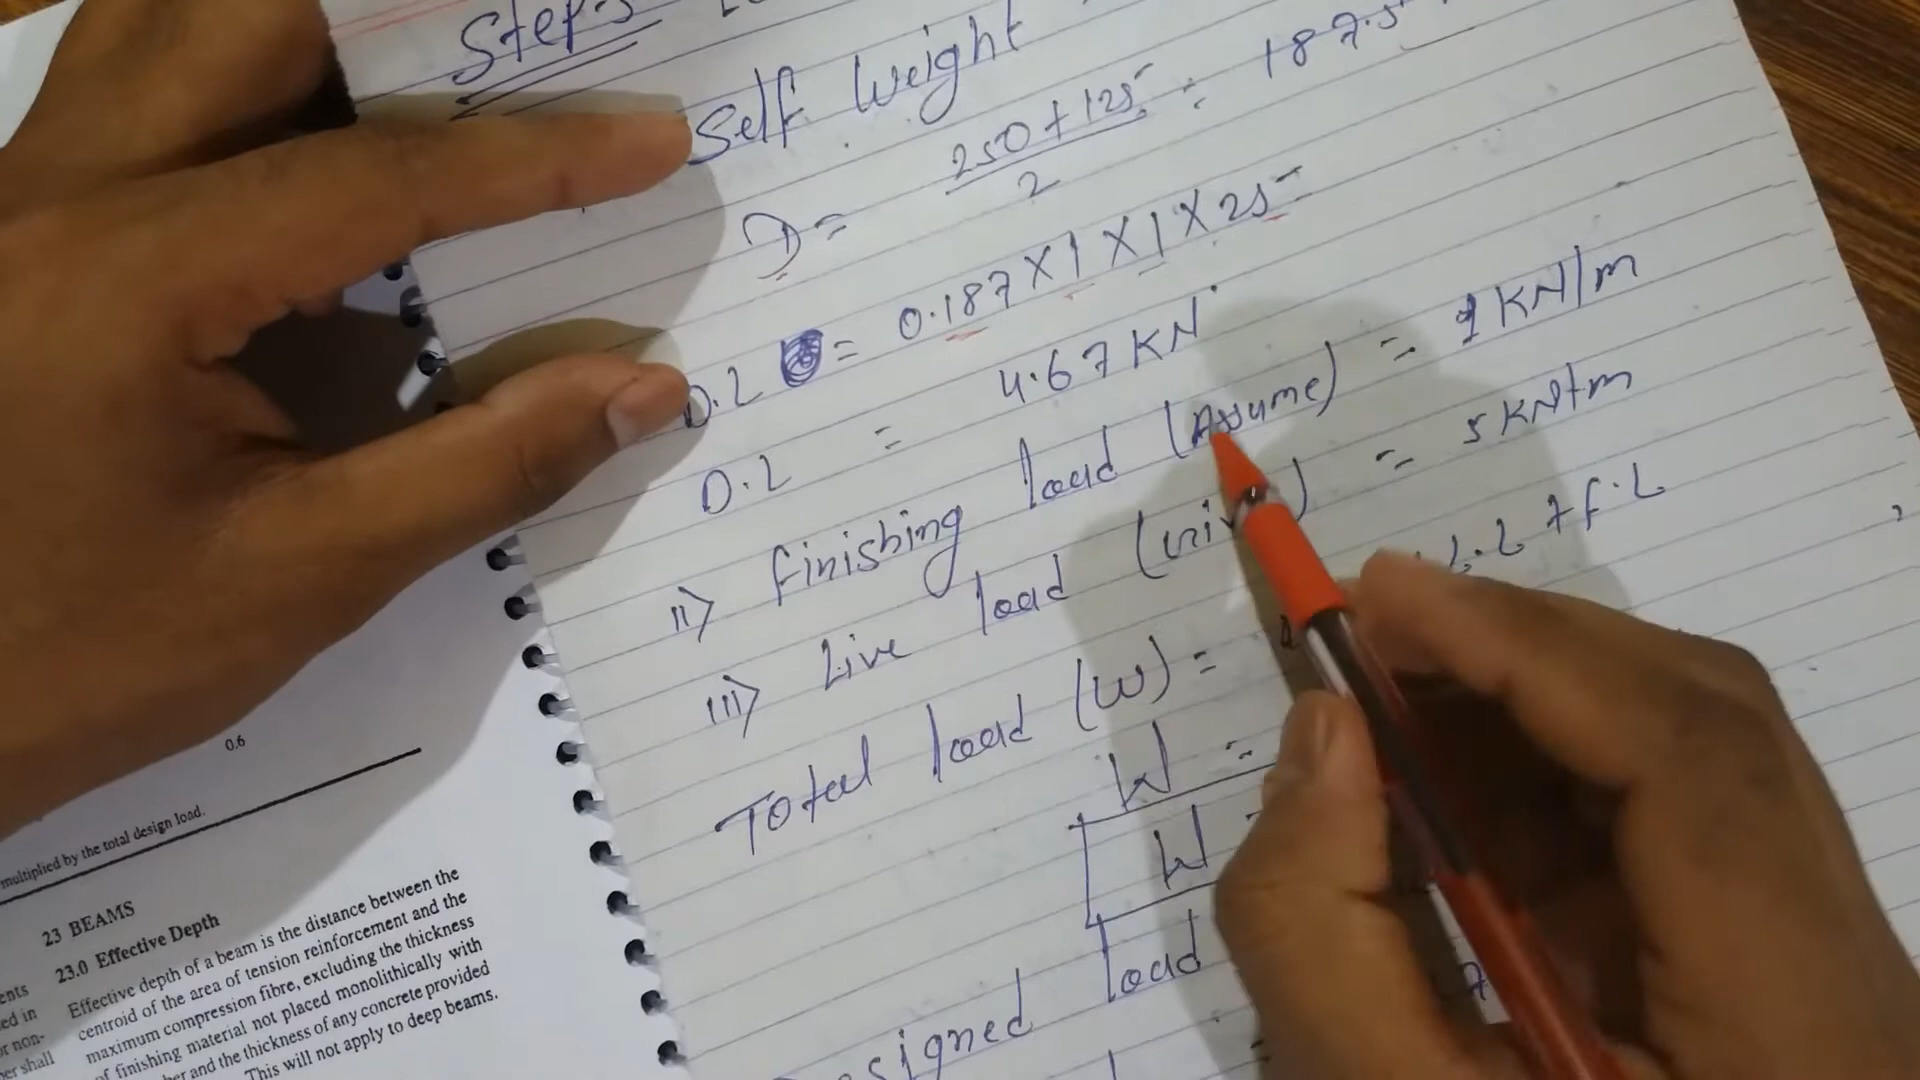 Steps
Self Weight
D = 250 + 125 / 2 = 187.5
D.L = 0.187 X 1 X 1 X 25
D.L = 4.67 KN
II) finishing load (Assume) = 1 KN/m
III) Live load = 5 KN/m
Total load (W) = L.L + F.L
W =
W
Designed load
0.6
multiplied by the total design load.
23 BEAMS
23.0 Effective Depth
Effective depth of a beam is the distance between the
centroid of the area of tension reinforcement and the
maximum compression fibre, excluding the thickness
of finishing material not placed monolithically with
and the thickness of any concrete provided
This will not apply to deep beams.